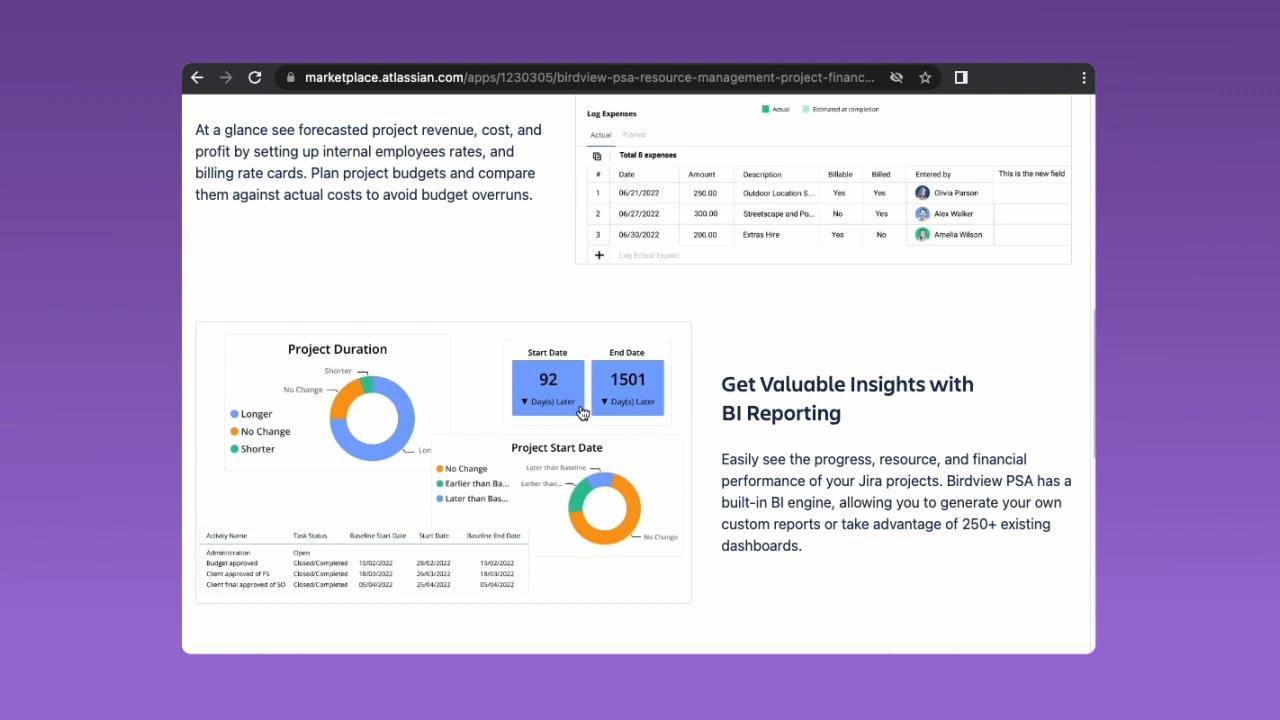 marketplace.atlassian.com/apps/1230305/birdview-psa-resource-management-project-financ...
At a glance see forecasted project revenue, cost, and
profit by setting up internal employees rates, and
billing rate cards. Plan project budgets and compare
them against actual costs to avoid budget overruns.
Actual Estimated at completion
Log Expenses
Actual Planed
Total 8 expenses
# Date Amount Description Billable Billed Entered by This is the new field
1 06/21/2022 250.00 Outdoor Location S... Yes Yes Olivia Parson
2 06/27/2022 300.00 Streetscape and Po... No Yes Alex Walker
3 06/30/2022 200.00 Extras Hire Yes No Amelia Wilson
Log Ectual Expenc
Project Duration
Shorter
No Change
Longer
No Change
Shorter
Lon
Start Date End Date
92 1501
▼ Day(s) Later ▼ Day(s) Later
Project Start Date
Later than Baseline
Earlier than...
No Change
Earlier than Ba...
Later than Bas...
No Change
Activity Name Task Status Baseline Start Date Start Date Baseline End Date
Administration Open
Budget approved Closed/Completed 15/02/2022 28/02/2022 15/02/2022
Client approval of FS Closed/Completed 18/03/2022 26/03/2022 18/03/2022
Client final approved of SO Closed/Completed 05/04/2022 25/04/2022 05/04/2022
Get Valuable Insights with
BI Reporting
Easily see the progress, resource, and financial
performance of your Jira projects. Birdview PSA has a
built-in BI engine, allowing you to generate your own
custom reports or take advantage of 250+ existing
dashboards.